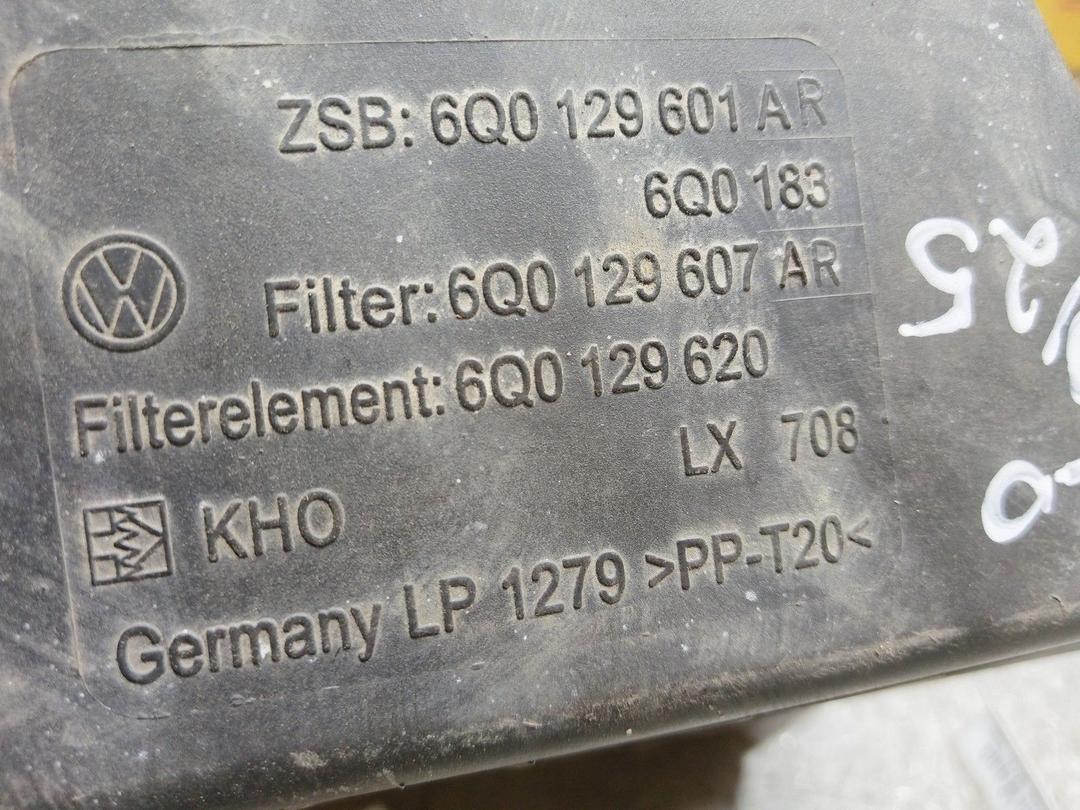 ZSB: 6Q0 129 601 AR
6Q0 183
Filter: 6Q0 129 607 AR
Filterelement: 6Q0 129 620
LX 708
KHO
Germany LP 1279 >PP-T20<
25